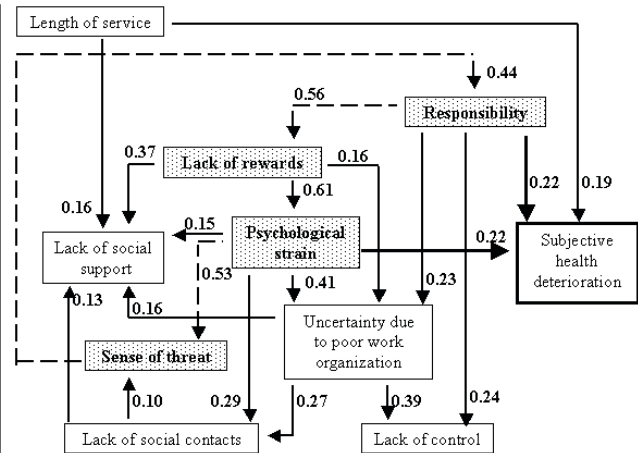 Length of service
0.44
0.56
Responsibility
0.37
Lack of rewards
0.16
0.61
0.22
0.19
0.16
0.15
Psychological
strain
0.22
Lack of social
support
Subjective
health
deterioration
0.53
0.41
0.23
0.13
0.16
Uncertainty due
to poor work
organization
Sense of threat
0.10
0.29
0.27
0.39
0.24
Lack of social contacts
Lack of control